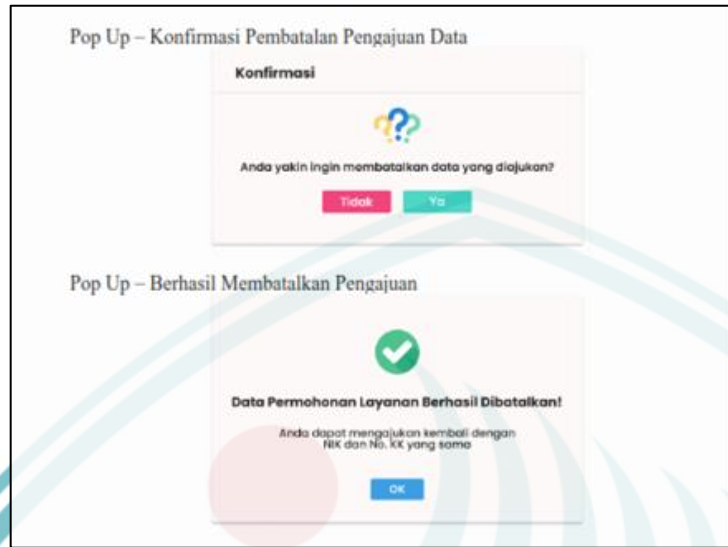 Pop Up – Konfirmasi Pembatalan Pengajuan Data
Konfirmasi
???
Anda yakin ingin membatalkan data yang diajukan?
Tidak Ya
Pop Up – Berhasil Membatalkan Pengajuan
Data Permohonan Layanan Berhasil Dibatalkan!
Anda dapat mengajukan kembali dengan
NIK dan No. KK yang sama
OK